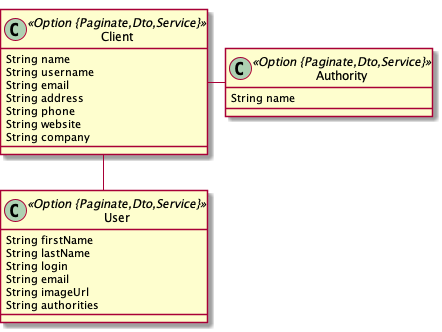 C
«Option {Paginate,Dto,Service}»
Client
String name
String username
String email
String address
String phone
String website
String company
C
«Option {Paginate,Dto,Service}»
Authority
String name
C
«Option {Paginate,Dto,Service}»
User
String firstName
String lastName
String login
String email
String imageUrl
String authorities